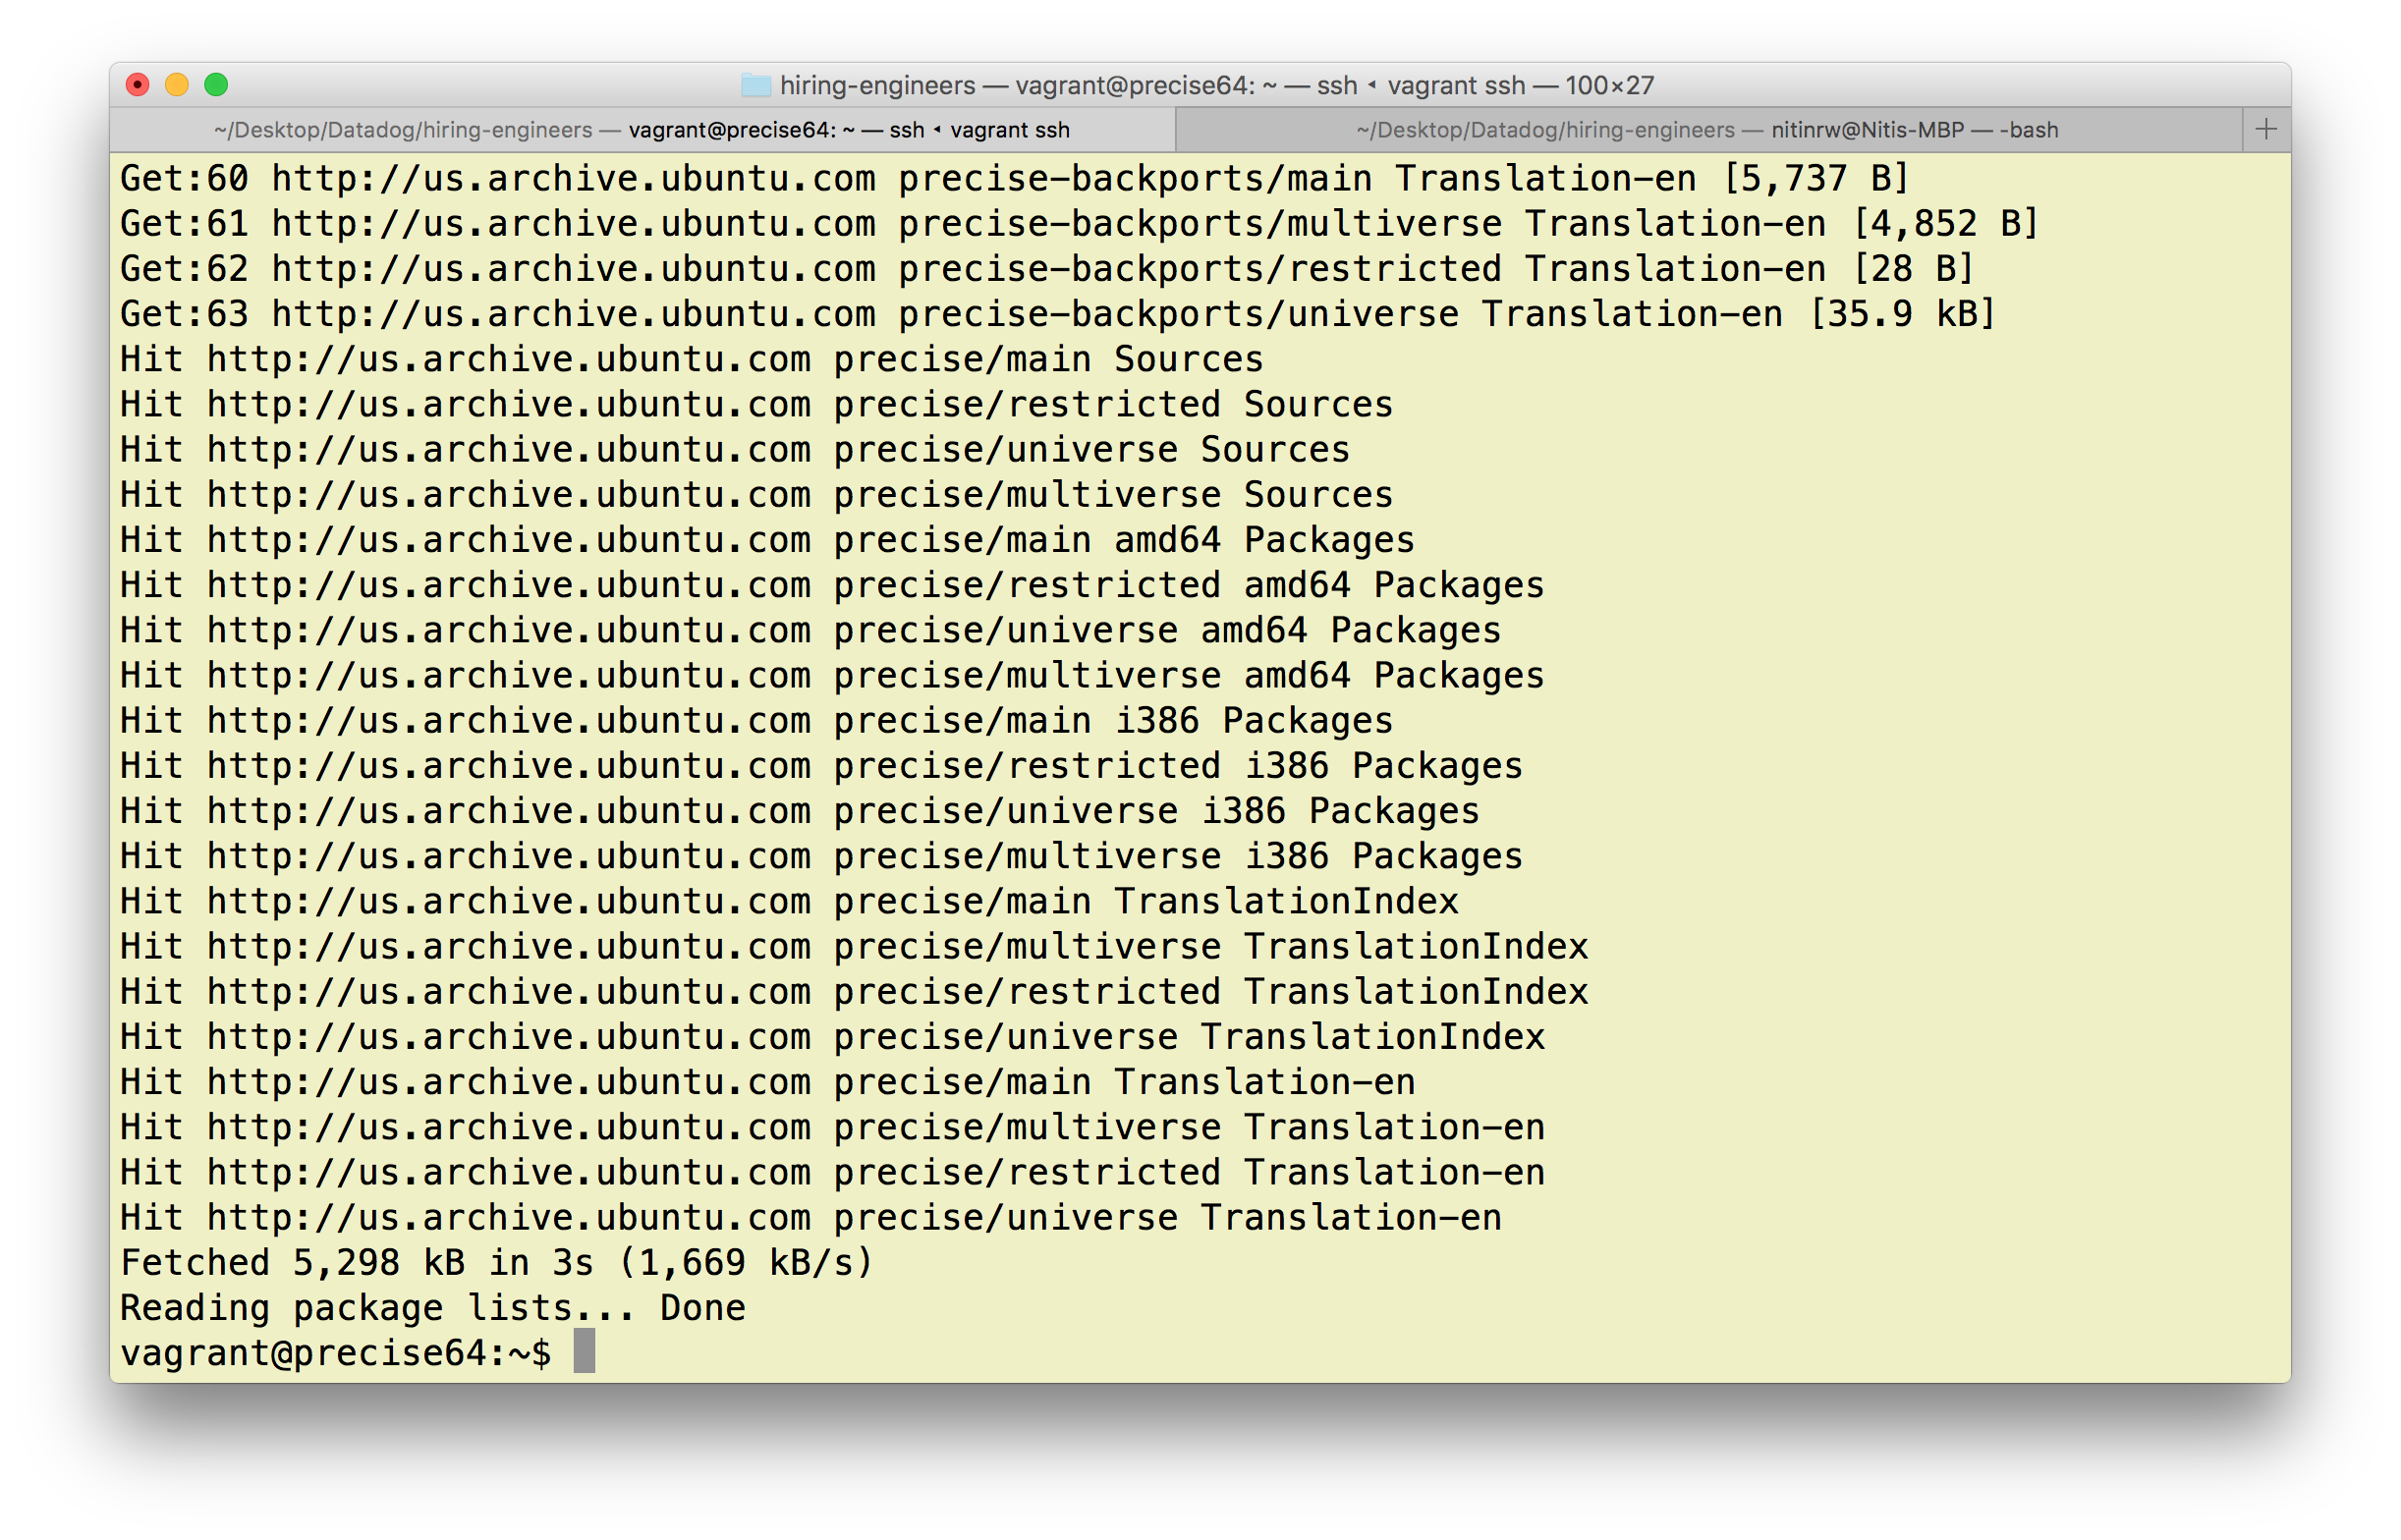 hiring-engineers — vagrant@precise64: ~ — ssh ◂ vagrant ssh — 100×27
~/Desktop/Datadog/hiring-engineers — vagrant@precise64: ~ — ssh ◂ vagrant ssh
~/Desktop/Datadog/hiring-engineers — nitinrw@Nitis-MBP — -bash
+
Get:60 http://us.archive.ubuntu.com precise-backports/main Translation-en [5,737 B]
Get:61 http://us.archive.ubuntu.com precise-backports/multiverse Translation-en [4,852 B]
Get:62 http://us.archive.ubuntu.com precise-backports/restricted Translation-en [28 B]
Get:63 http://us.archive.ubuntu.com precise-backports/universe Translation-en [35.9 kB]
Hit http://us.archive.ubuntu.com precise/main Sources
Hit http://us.archive.ubuntu.com precise/restricted Sources
Hit http://us.archive.ubuntu.com precise/universe Sources
Hit http://us.archive.ubuntu.com precise/multiverse Sources
Hit http://us.archive.ubuntu.com precise/main amd64 Packages
Hit http://us.archive.ubuntu.com precise/restricted amd64 Packages
Hit http://us.archive.ubuntu.com precise/universe amd64 Packages
Hit http://us.archive.ubuntu.com precise/multiverse amd64 Packages
Hit http://us.archive.ubuntu.com precise/main i386 Packages
Hit http://us.archive.ubuntu.com precise/restricted i386 Packages
Hit http://us.archive.ubuntu.com precise/universe i386 Packages
Hit http://us.archive.ubuntu.com precise/multiverse i386 Packages
Hit http://us.archive.ubuntu.com precise/main TranslationIndex
Hit http://us.archive.ubuntu.com precise/multiverse TranslationIndex
Hit http://us.archive.ubuntu.com precise/restricted TranslationIndex
Hit http://us.archive.ubuntu.com precise/universe TranslationIndex
Hit http://us.archive.ubuntu.com precise/main Translation-en
Hit http://us.archive.ubuntu.com precise/multiverse Translation-en
Hit http://us.archive.ubuntu.com precise/restricted Translation-en
Hit http://us.archive.ubuntu.com precise/universe Translation-en
Fetched 5,298 kB in 3s (1,669 kB/s)
Reading package lists... Done
vagrant@precise64:~$